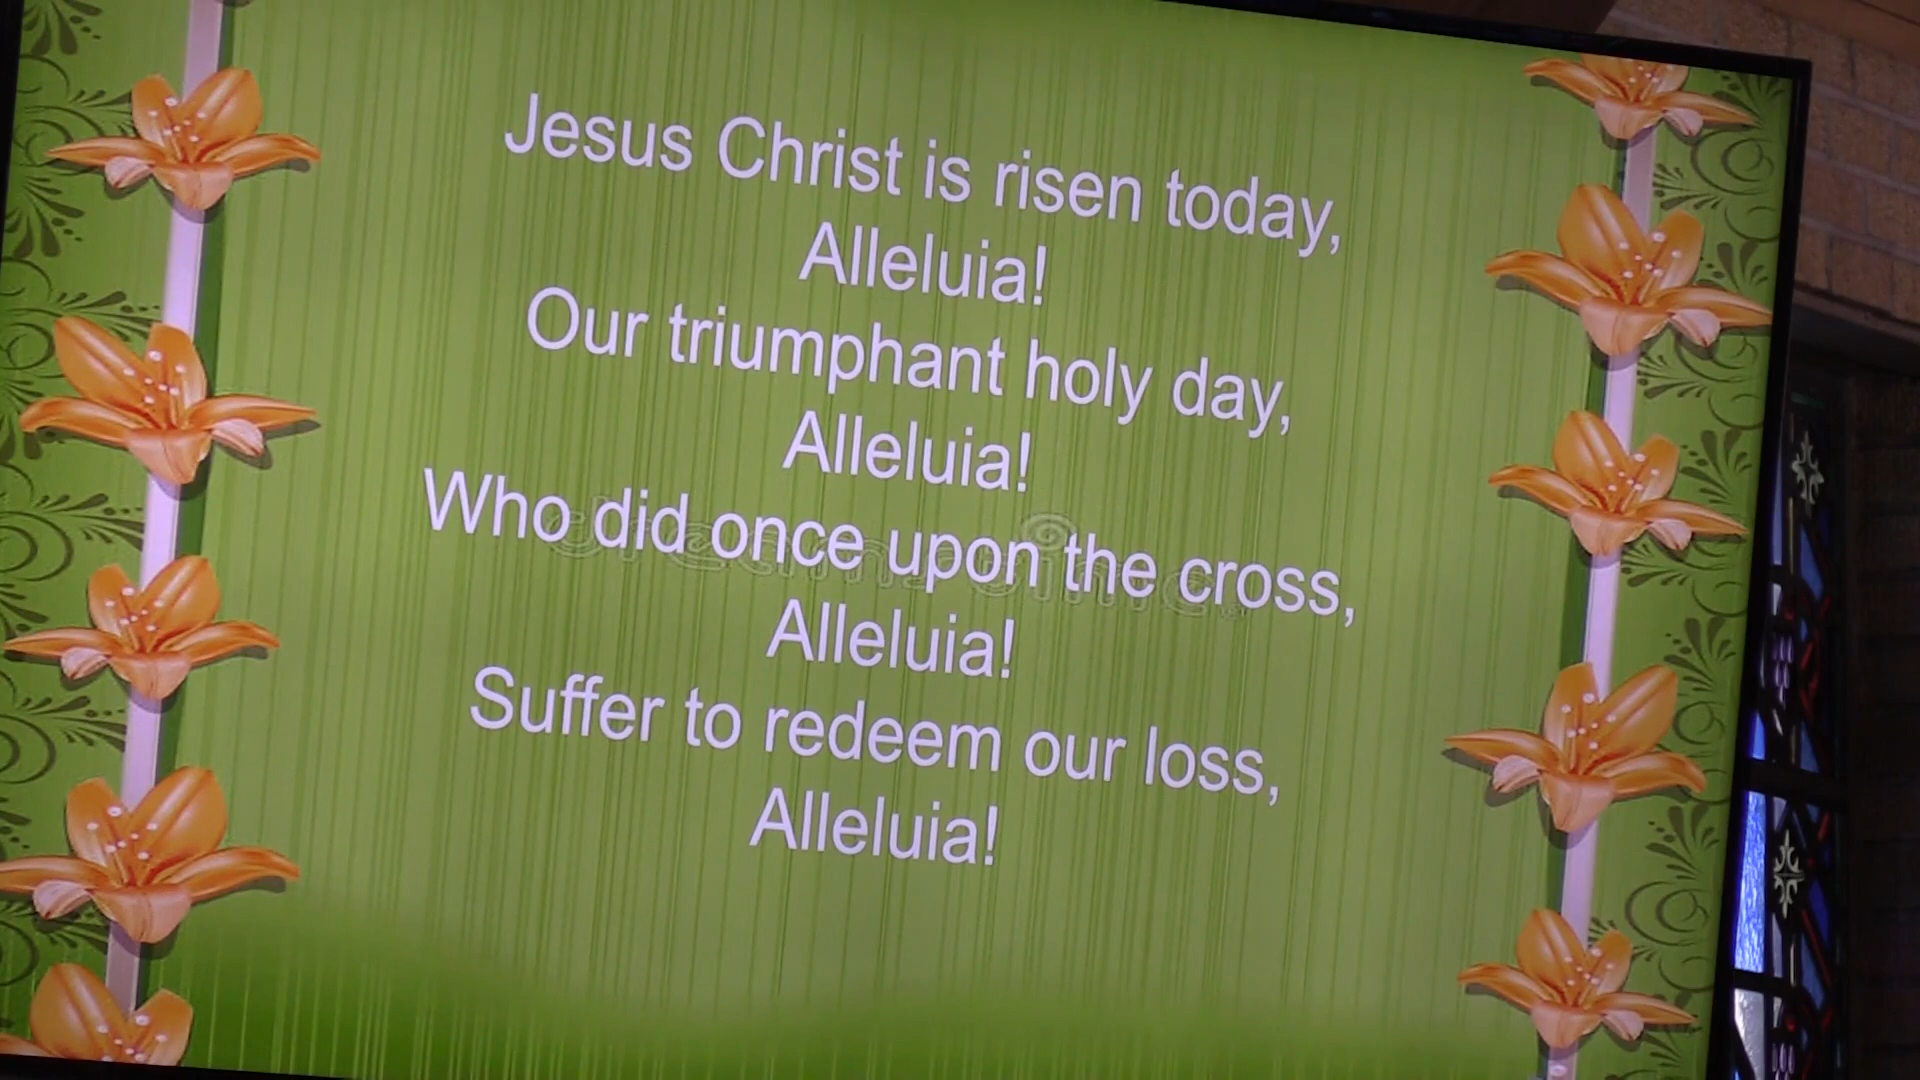 Jesus Christ is risen today,
Alleluia!
Our triumphant holy day,
Alleluia!
Who did once upon the cross,
Alleluia!
Suffer to redeem our loss,
Alleluia!